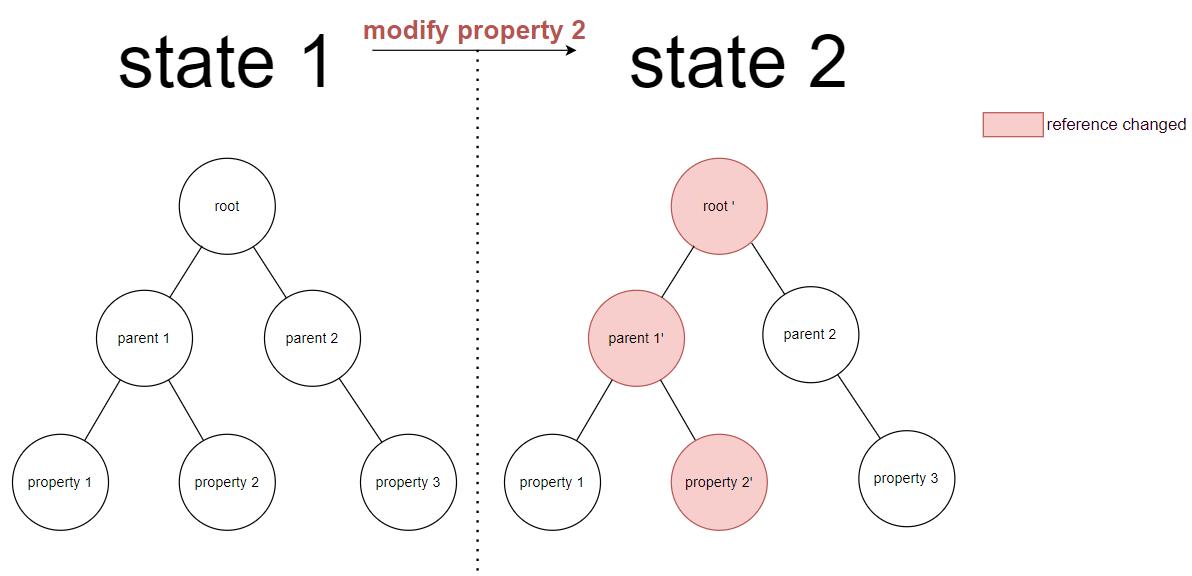 modify property 2
state 1
state 2
reference changed
root
root '
parent 1
parent 2
parent 1'
parent 2
property 1
property 2
property 3
property 1
property 2'
property 3